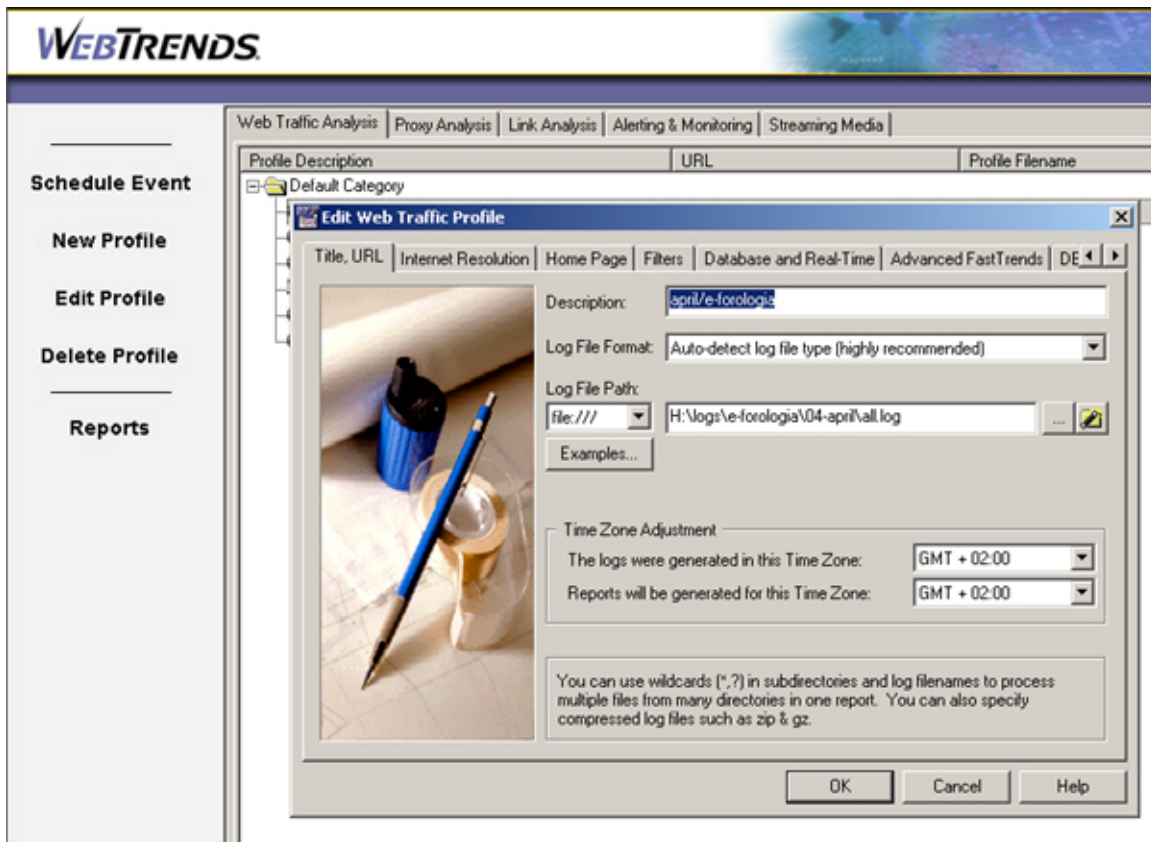 WEBTRENDS.
Web Traffic Analysis Proxy Analysis Link Analysis Alerting & Monitoring Streaming Media
Profile Description URL Profile Filename
Schedule Event
New Profile
Edit Profile
Delete Profile
Reports
Default Category
Edit Web Traffic Profile
Title, URL Internet Resolution Home Page Filters Database and Real-Time Advanced FastTrends DE
Description: april/e-forologia
Log File Format: Auto-detect log file type (highly recommended)
Log File Path:
file:/// H:\logs\e-forologia\04-april\all.log ...
Examples...
Time Zone Adjustment
The logs were generated in this Time Zone: GMT + 02:00
Reports will be generated for this Time Zone: GMT + 02:00
You can use wildcards (*,?) in subdirectories and log filenames to process
multiple files from many directories in one report. You can also specify
compressed log files such as zip & gz.
OK Cancel Help